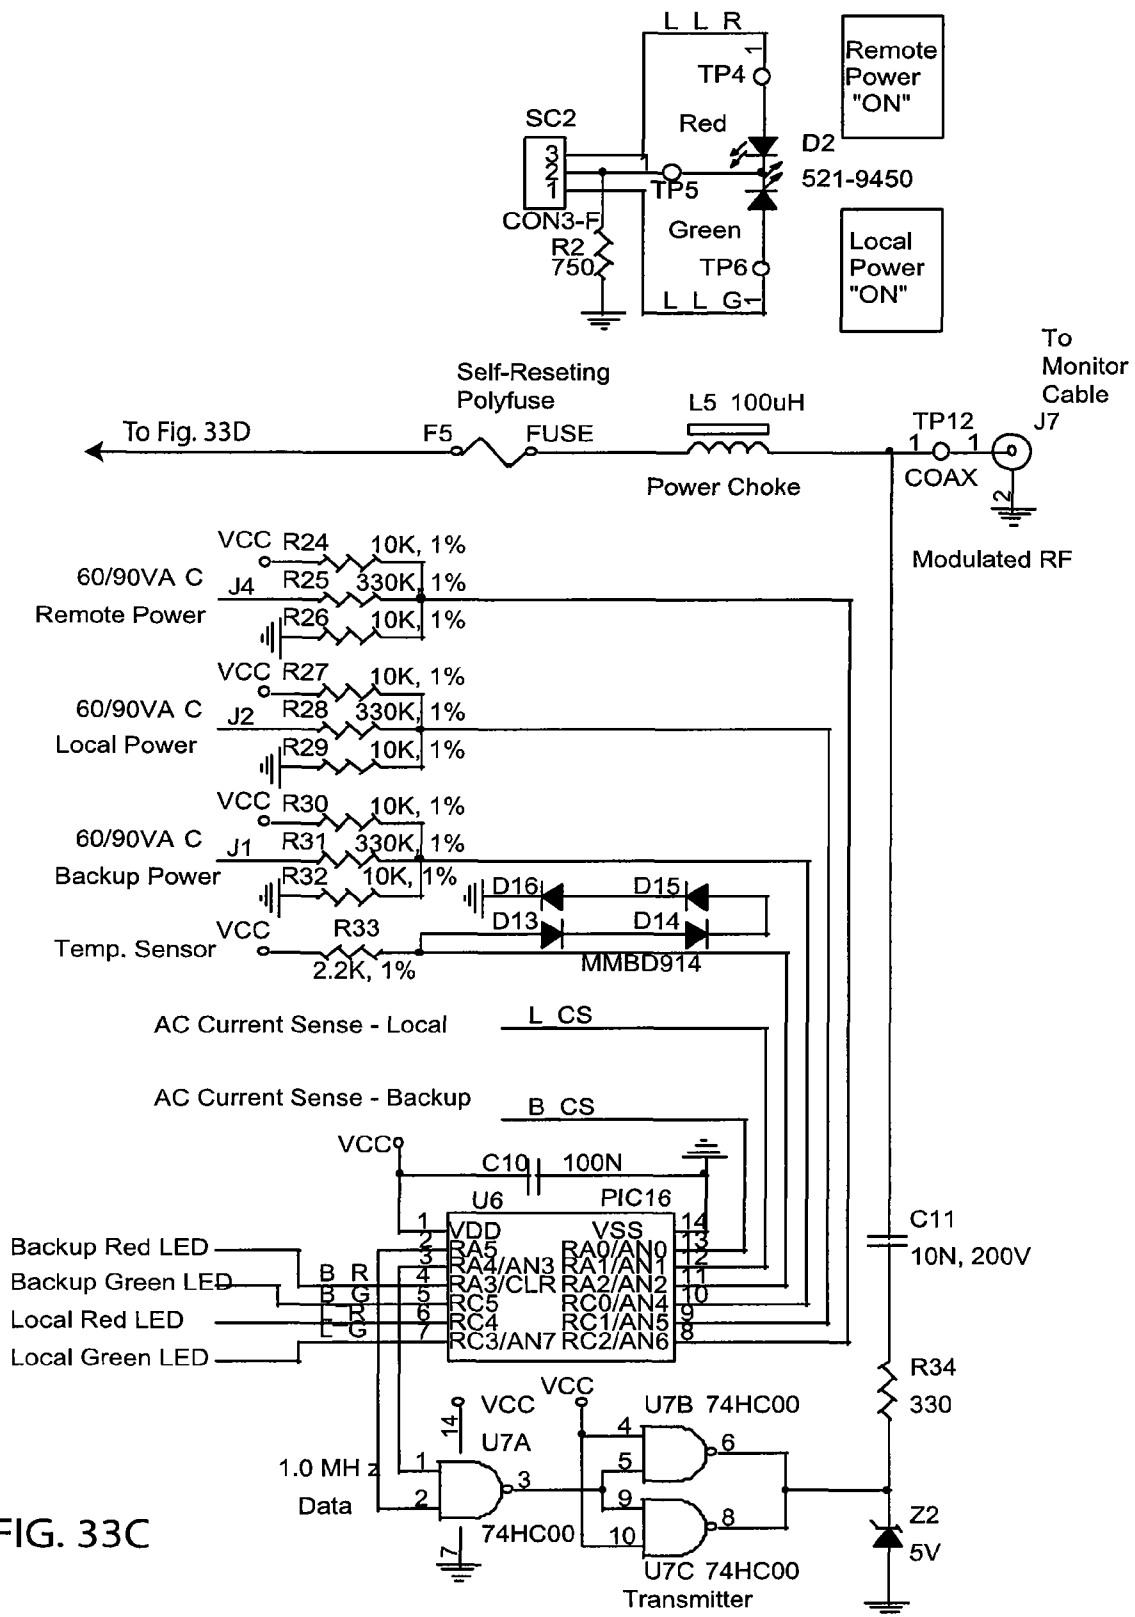 L L R
1
TP4
Remote
Power
"ON"
SC2
Red
D2
3
2
1
TP5
521-9450
CON3-F
R2
750
Green
TP6
L L G
1
Local
Power
"ON"
To
Monitor
Cable
J7
Self-Reseting
Polyfuse
L5 100uH
TP12
To Fig. 33D
F5
FUSE
1
1
COAX
2
Power Choke
Modulated RF
VCC R24 10K, 1%
60/90VA C
J4
R25 330K, 1%
Remote Power
R26 10K, 1%
VCC R27 10K, 1%
60/90VA C
J2
R28 330K, 1%
Local Power
R29 10K, 1%
VCC R30 10K, 1%
60/90VA C
J1
R31 330K, 1%
Backup Power
R32 10K, 1%
D16
D15
VCC
R33
D13
D14
Temp. Sensor
2.2K, 1%
MMBD914
AC Current Sense - Local
L CS
AC Current Sense - Backup
B CS
VCC
C10 100N
U6
PIC16
1 VDD VSS 14
2 RA5 RA0/AN0 13
3 RA4/AN3 RA1/AN1 12
4 RA3/CLR RA2/AN2 11
5 RC5 RC0/AN4 10
6 RC4 RC1/AN5 9
7 RC3/AN7 RC2/AN6 8
Backup Red LED
B R
Backup Green LED
B G
Local Red LED
L_R
Local Green LED
L_G
C11
10N, 200V
R34
330
VCC
14
VCC
U7A
U7B 74HC00
4
5
6
1.0 MH z
1
2
3
Data
74HC00
7
9
10
8
U7C 74HC00
Transmitter
Z2
5V
FIG. 33C